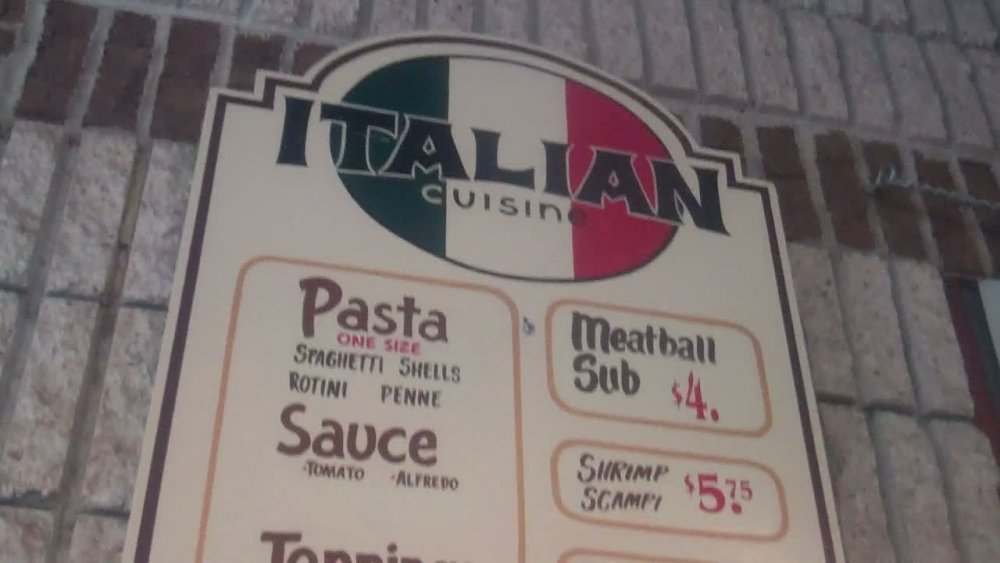 ITALIAN
CUISINE
Pasta
ONE SIZE
SPAGHETTI SHELLS
ROTINI PENNE
Sauce
-TOMATO -ALFREDO
Meatball
Sub $4.
SHRIMP
SCAMPI $5.75